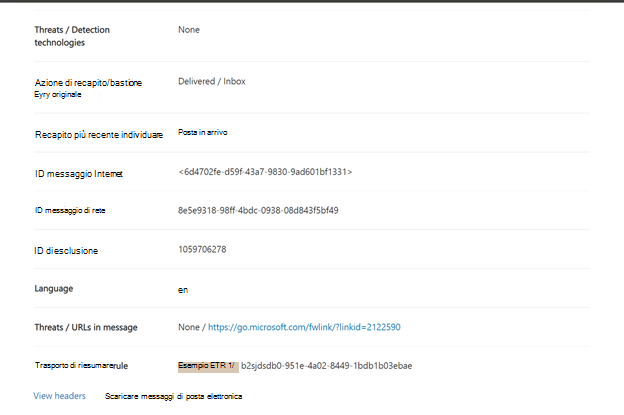 Threats / Detection None
technologies
Azione di recapito/bastione Delivered / Inbox
Eyry originale
Recapito più recente individuare Posta in arrivo
ID messaggio Internet <6d4702fe-d59f-43a7-9830-9ad601bf1331>
ID messaggio di rete 8e5e9318-98ff-4bdc-0938-08d843f5bf49
ID diesclusione 1059706278
Language en
Threats / URLs in message None / https://go.microsoft.com/fwlink/?linkid=2122590
Trasporto di riesumarerule Esempio ETR 1/ b2sjdsdb0-951e-4a02-8449-1bdb1b03ebae
View headers Scaricare messaggi di posta elettronica